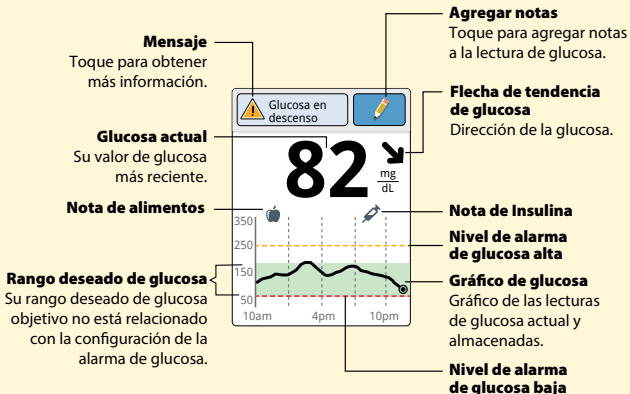 Mensaje
Toque para obtener
más información.
Glucosa actual
Su valor de glucosa
más reciente.
Nota de alimentos
Rango deseado de glucosa
Su rango deseado de glucosa
objetivo no está relacionado
con la configuración de la
alarma de glucosa.
Glucosa en
descenso
82
mg
dL
350
250
150
50
10am 4pm 10pm
Agregar notas
Toque para agregar notas
a la lectura de glucosa.
Flecha de tendencia
de glucosa
Dirección de la glucosa.
Nota de Insulina
Nivel de alarma
de glucosa alta
Gráfico de glucosa
Gráfico de las lecturas
de glucosa actual y
almacenadas.
Nivel de alarma
de glucosa baja